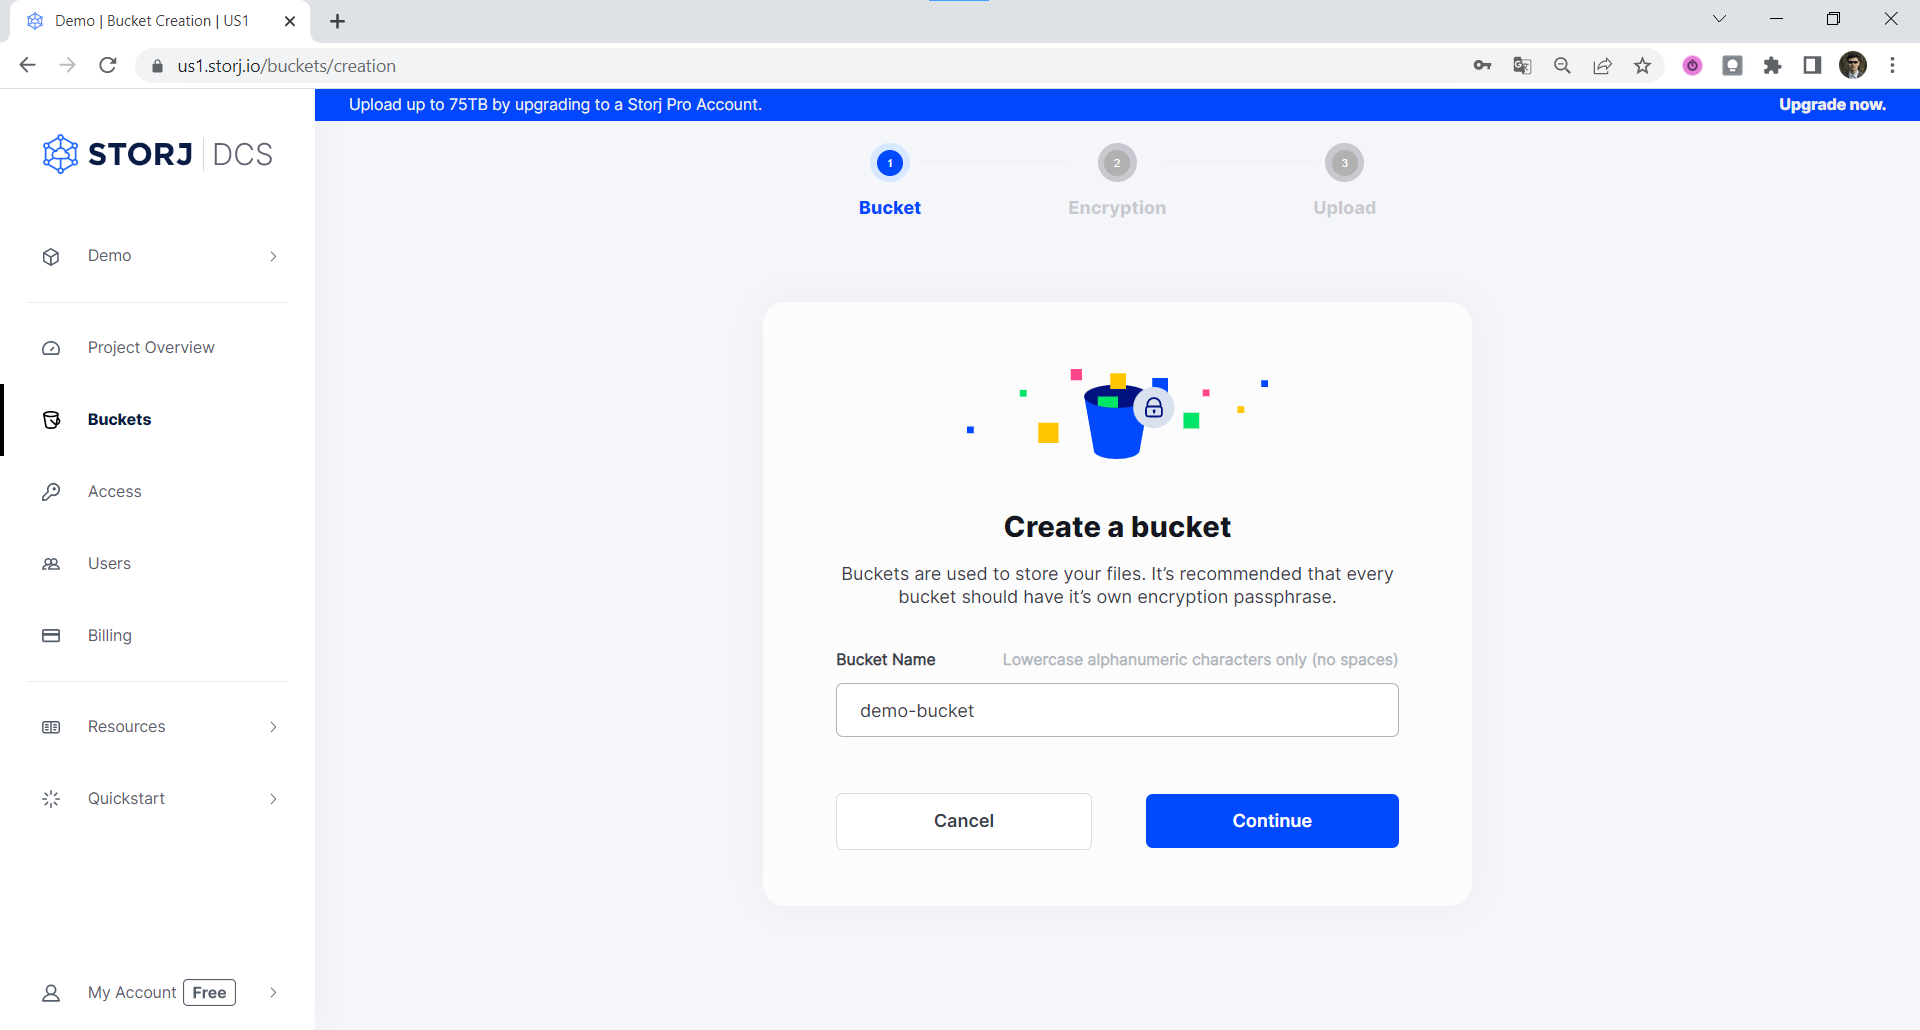 Demo | Bucket Creation | US1
us1.storj.io/buckets/creation
Upload up to 75TB by upgrading to a Storj Pro Account.
Upgrade now.
STORJ DCS
Demo
Project Overview
Buckets
Access
Users
Billing
Resources
Quickstart
My Account Free
1
2
3
Bucket
Encryption
Upload
Create a bucket
Buckets are used to store your files. It’s recommended that every
bucket should have it’s own encryption passphrase.
Bucket Name
Lowercase alphanumeric characters only (no spaces)
demo-bucket
Cancel
Continue